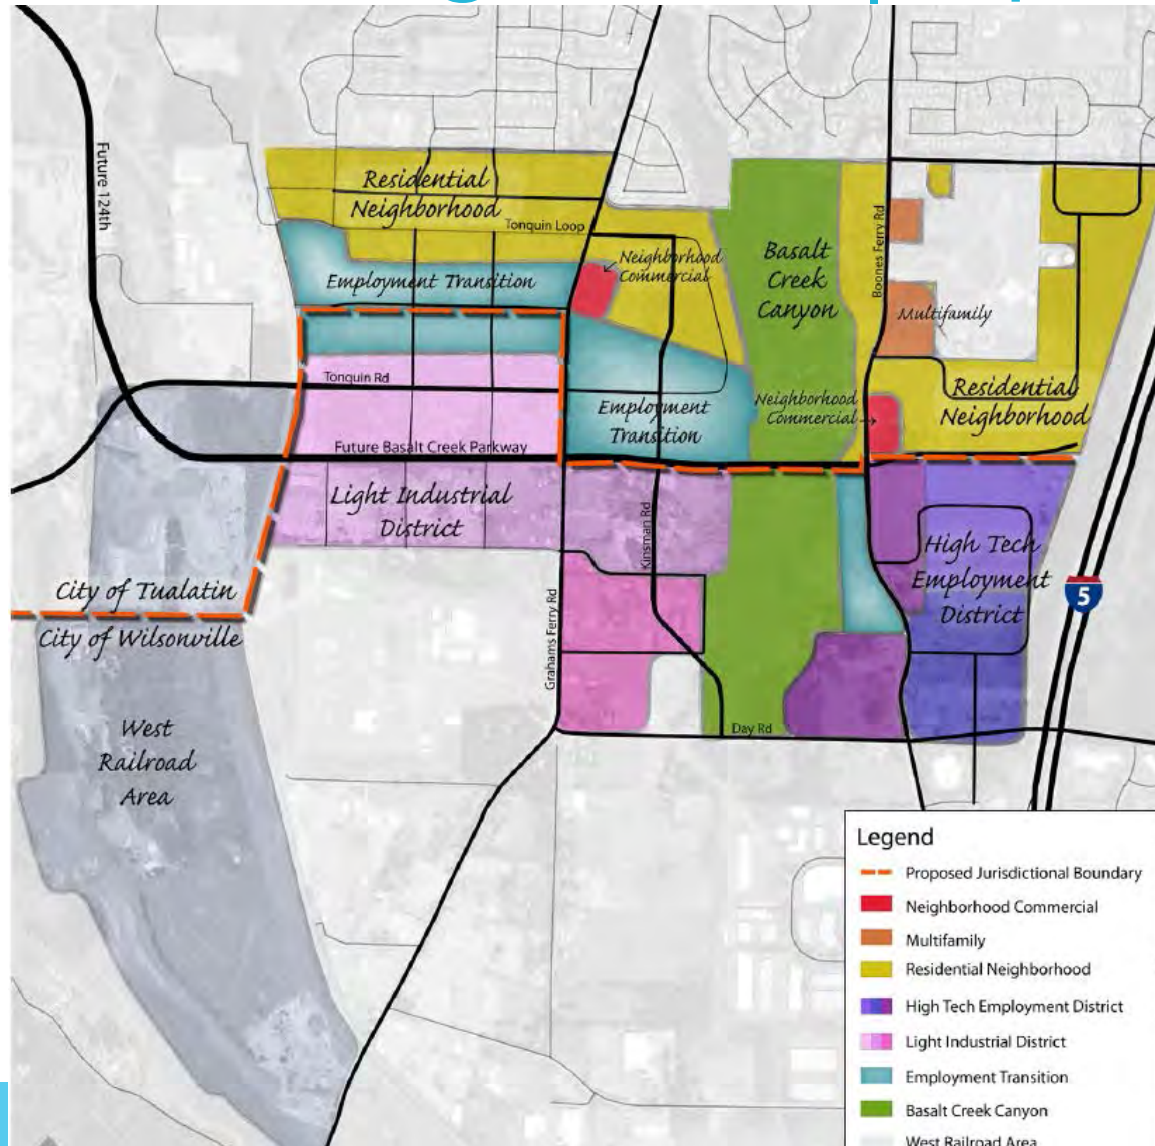 Future 124th
Residential
Neighborhood
Tonquin Loop
Neighborhood
Commercial
Employment Transition
Basalt
Creek
Canyon
Boones Ferry Rd
Multifamily
Tonquin Rd
Employment
Transition
Neighborhood
Commercial
Residential
Neighborhood
Future Basalt Creek Parkway
Light Industrial
District
Kinsman Rd
High Tech
Employment
District
5
City of Tualatin
City of Wilsonville
Grahams Ferry Rd
West
Railroad
Area
Day Rd
Legend
Proposed Jurisdictional Boundary
Neighborhood Commercial
Multifamily
Residential Neighborhood
High Tech Employment District
Light Industrial District
Employment Transition
Basalt Creek Canyon
West Railroad Area